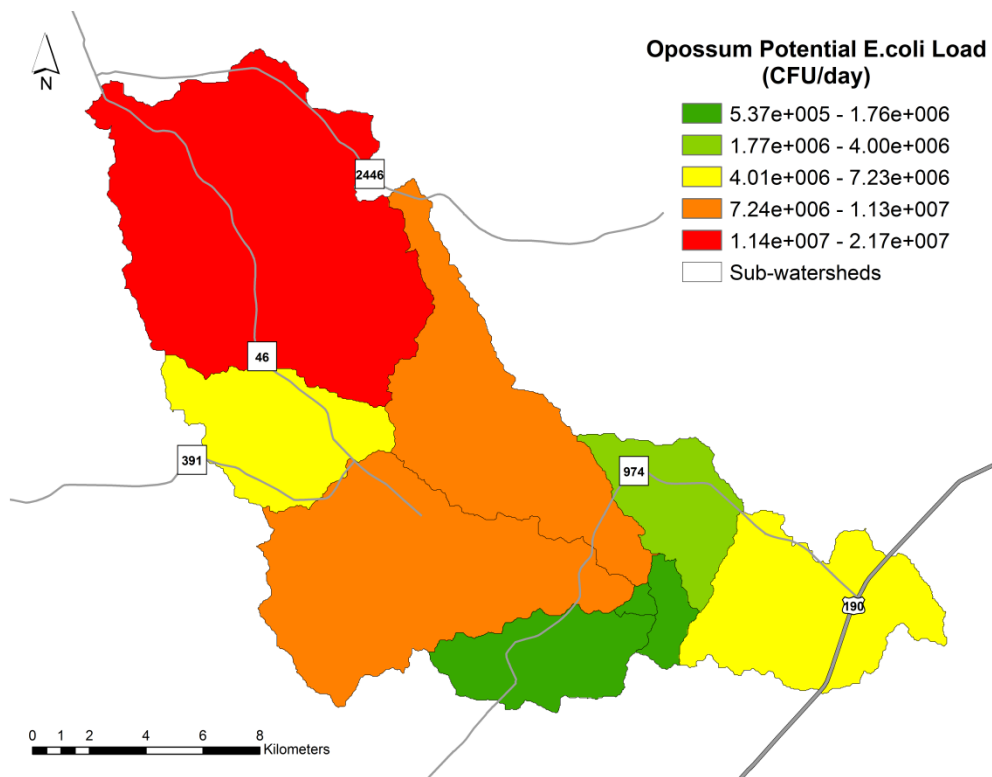 N
Opossum Potential E.coli Load
(CFU/day)
5.37e+005 - 1.76e+006
1.77e+006 - 4.00e+006
4.01e+006 - 7.23e+006
7.24e+006 - 1.13e+007
1.14e+007 - 2.17e+007
Sub-watersheds
2446
46
391
974
190
0 1 2 4 6 8
Kilometers